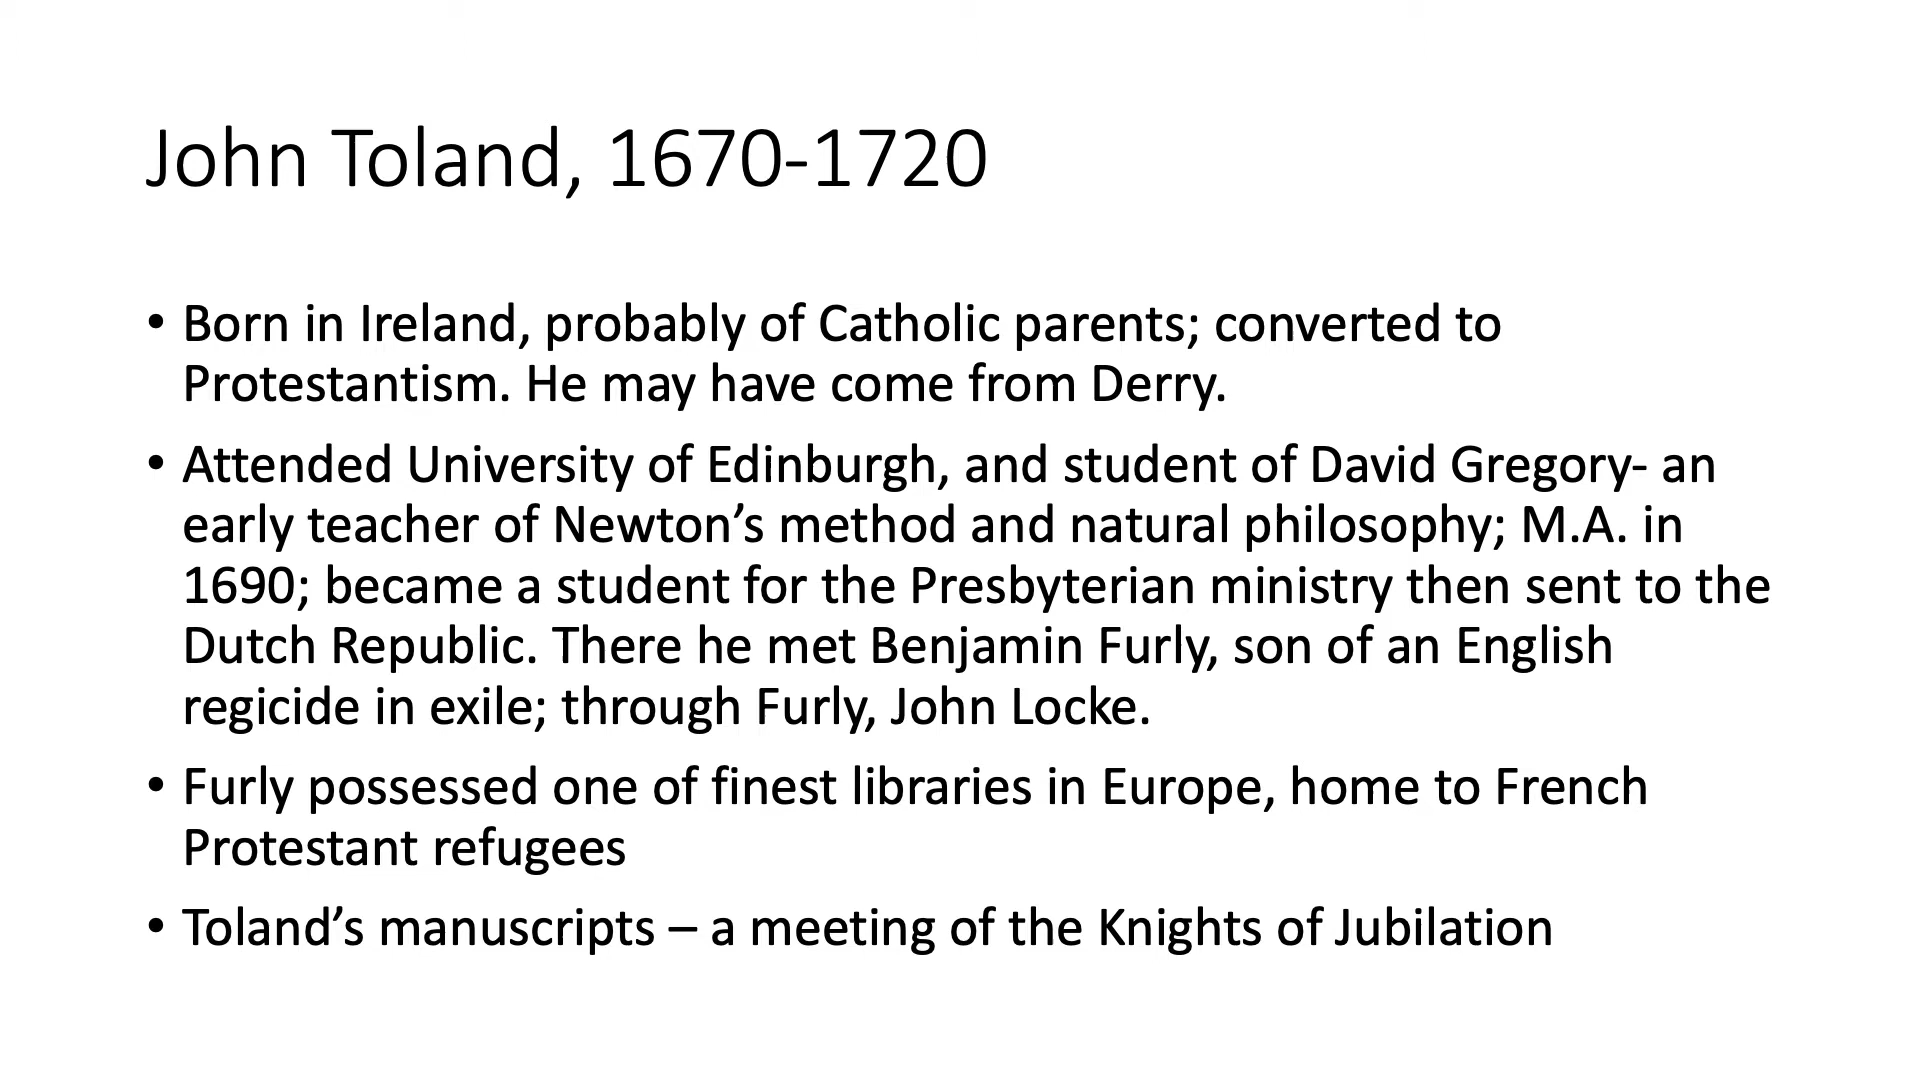 John Toland, 1670-1720
• Born in Ireland, probably of Catholic parents; converted to
Protestantism. He may have come from Derry.
• Attended University of Edinburgh, and student of David Gregory- an
early teacher of Newton’s method and natural philosophy; M.A. in
1690; became a student for the Presbyterian ministry then sent to the
Dutch Republic. There he met Benjamin Furly, son of an English
regicide in exile; through Furly, John Locke.
• Furly possessed one of finest libraries in Europe, home to French
Protestant refugees
• Toland’s manuscripts – a meeting of the Knights of Jubilation